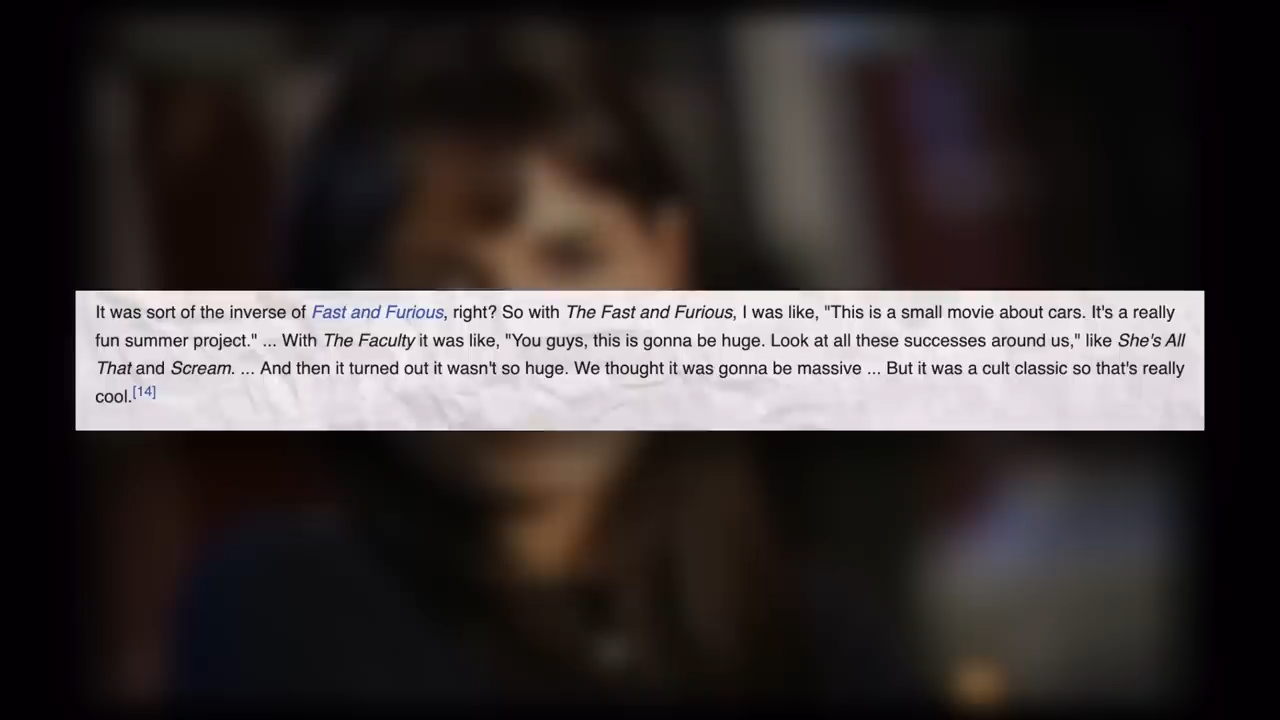 It was sort of the inverse of Fast and Furious, right? So with The Fast and Furious, I was like, "This is a small movie about cars. It's a really
fun summer project." ... With The Faculty it was like, "You guys, this is gonna be huge. Look at all these successes around us," like She's All
That and Scream. ... And then it turned out it wasn't so huge. We thought it was gonna be massive ... But it was a cult classic so that's really
cool.[14]